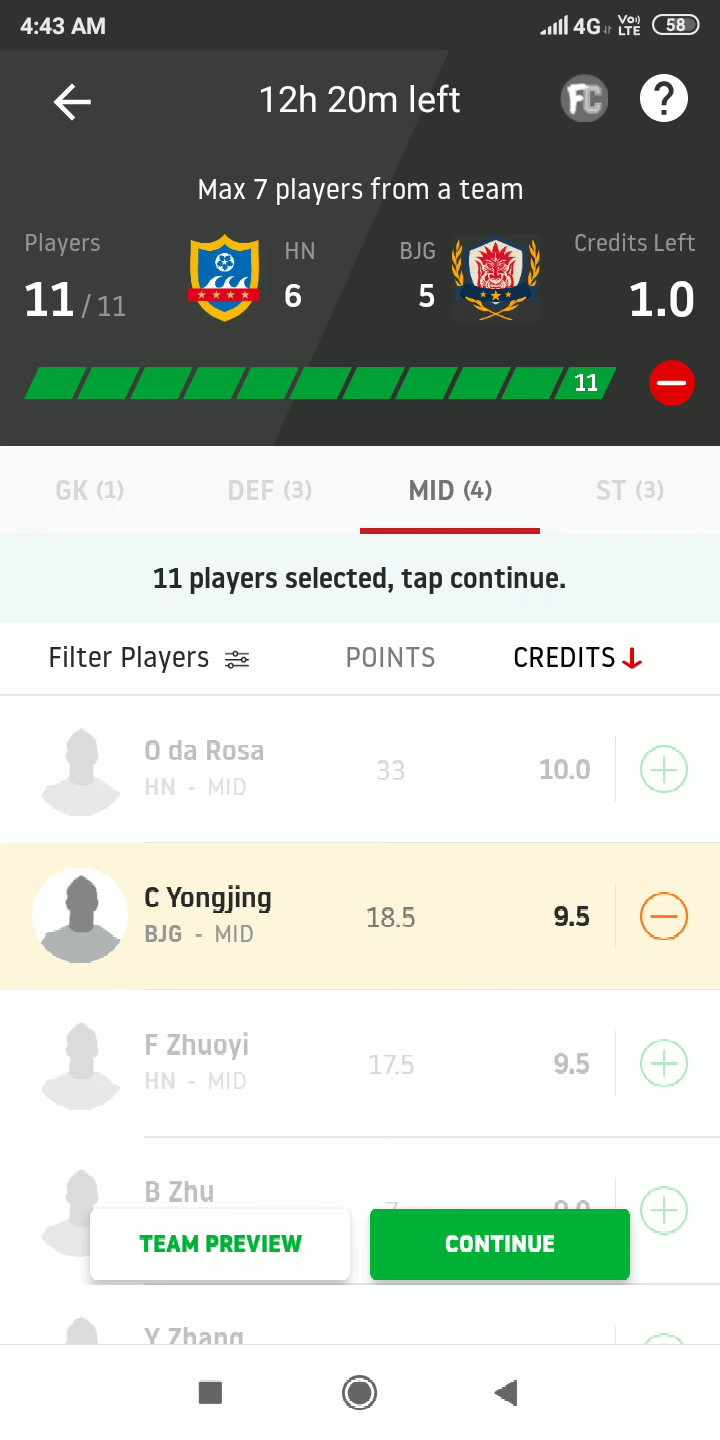 4:43 AM 4G Vo) LTE 58
12h 20m left FC ?
Max 7 players from a team
Players HN BJG Credits Left
11 / 11 6 5 1.0
11
GK (1) DEF (3) MID (4) ST (3)
11 players selected, tap continue.
Filter Players POINTS CREDITS
O da Rosa
HN - MID 33 10.0
C Yongjing
BJG - MID 18.5 9.5
F Zhuoyi
HN - MID 17.5 9.5
B Zhu
TEAM PREVIEW CONTINUE
Y Zhang